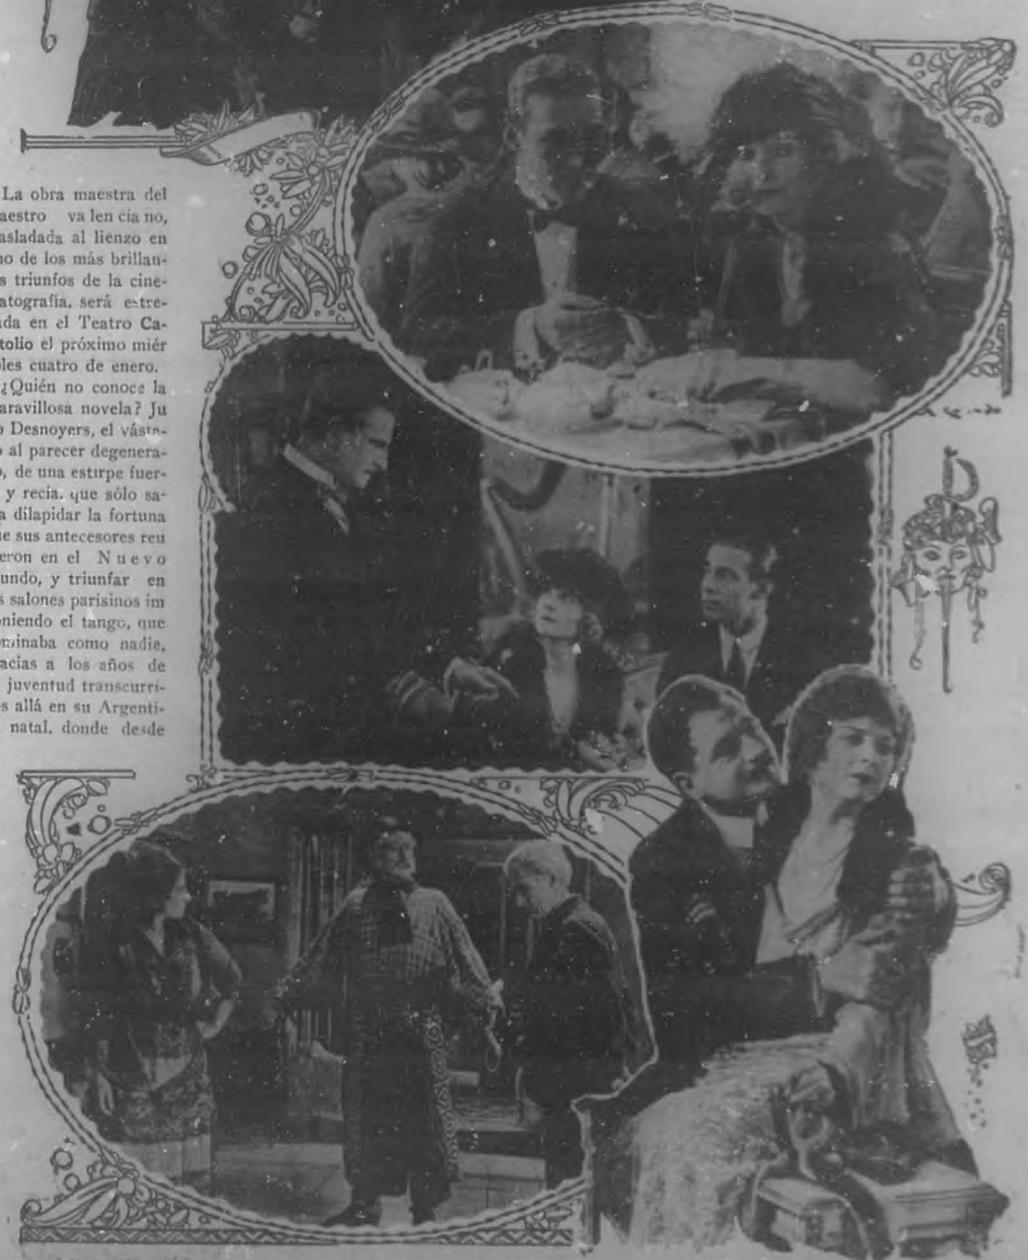 La obra maestra del
aestro va len cia no,
asladada al lienzo en
no de los más brillan-
s triunfos de la cine-
atografía, será estre-
da en el Teatro Ca-
tolio el próximo miér
oles cuatro de enero.
¿Quién no conoce la
aravillosa novela? Ju
o Desnoyers, el vásta-
o al parecer degenera-
o, de una estirpe fuer-
y recia. que sólo sa-
a dilapidar la fortuna
ue sus antecesores reu
eron en el Nuevo
undo, y triunfar en
s salones parisinos im
oniendo el tango, que
minaba como nadie,
acias a los años de
juventud transcurri-
s allá en su Argenti-
natal. donde desde